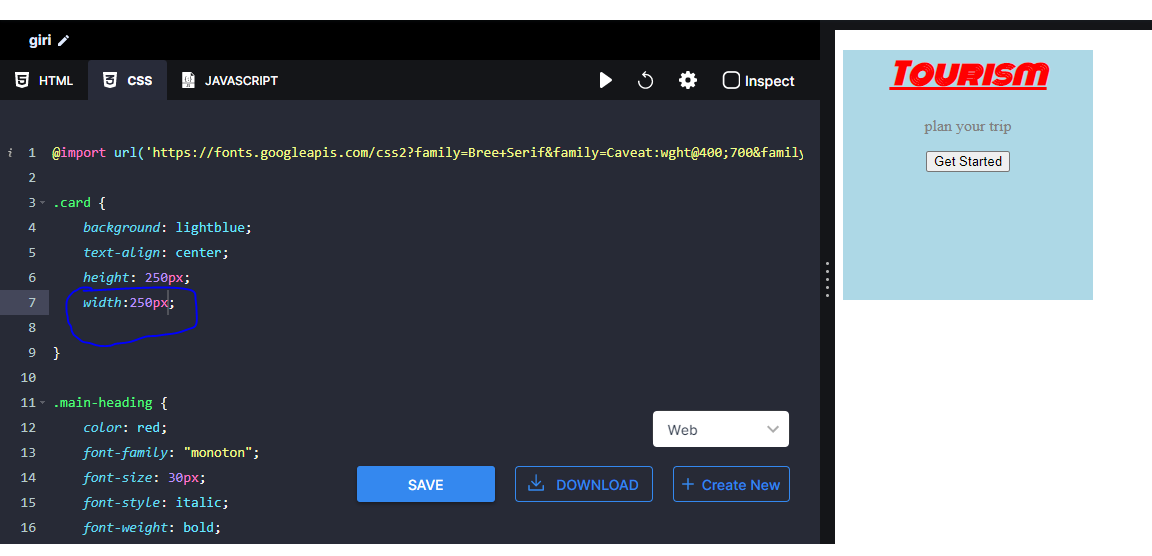 giri
HTML CSS JAVASCRIPT Inspect
i 1 @import url('https://fonts.googleapis.com/css2?family=Bree+Serif&family=Caveat:wght@400;700&family
2
3 .card {
4 background: lightblue;
5 text-align: center;
6 height: 250px;
7 width:250px;
8
9 }
10
11 .main-heading {
12 color: red;
13 font-family: "monoton";
14 font-size: 30px;
15 font-style: italic;
16 font-weight: bold;
Web
SAVE DOWNLOAD + Create New
Tourism
plan your trip
Get Started